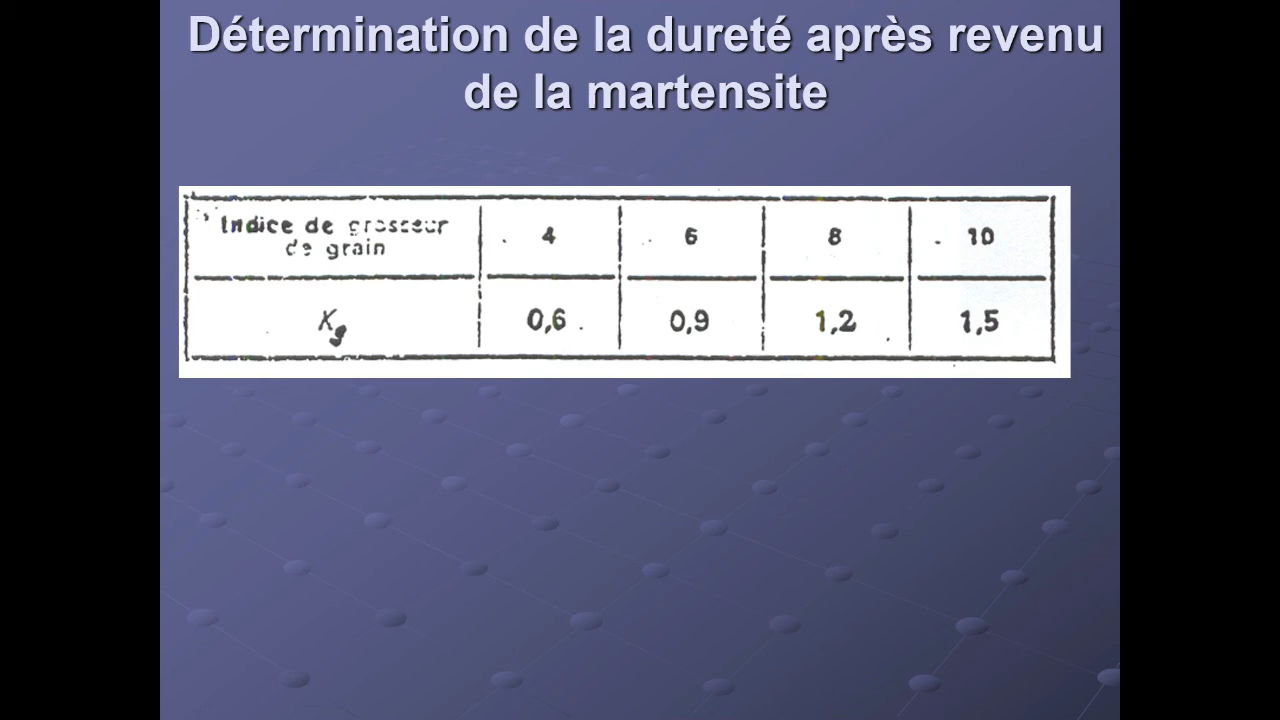 Détermination de la dureté après revenu
de la martensite
Indice de grosseur
de grain
4
6
8
10
Kg
0,6
0,9
1,2
1,5